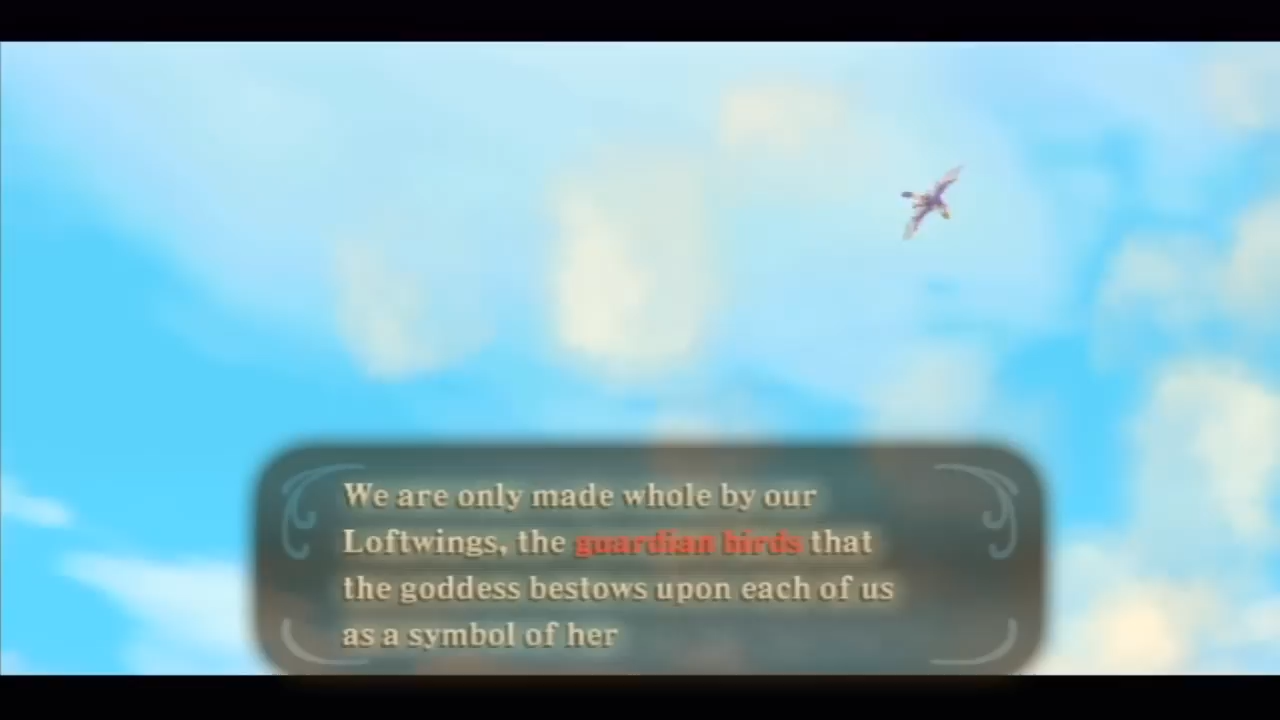 We are only made whole by our
Loftwings, the guardian birds that
the goddess bestows upon each of us
as a symbol of her